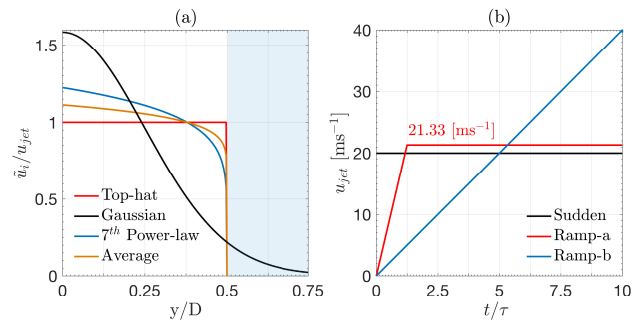 (a)
1.5
1
0.5
0
ũᵢ/u_jet
Top-hat
Gaussian
7^th Power-law
Average
0
0.25
0.5
0.75
y/D
(b)
40
30
20
10
0
u_jet [ms⁻¹]
21.33 [ms⁻¹]
Sudden
Ramp-a
Ramp-b
0
2.5
5
7.5
10
t/τ